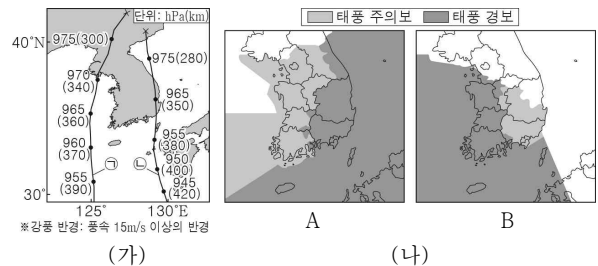 단위: hPa(km)
태풍 주의보 태풍 경보
40°N
975(300)
975(280)
970
(340)
965
(350)
965
(360)
955
(380)
960
(370)
950
(400)
㉠ ㉡
955
(390)
945
(420)
30°
125° 130°E
※강풍 반경: 풍속 15m/s 이상의 반경
A B
(가) (나)